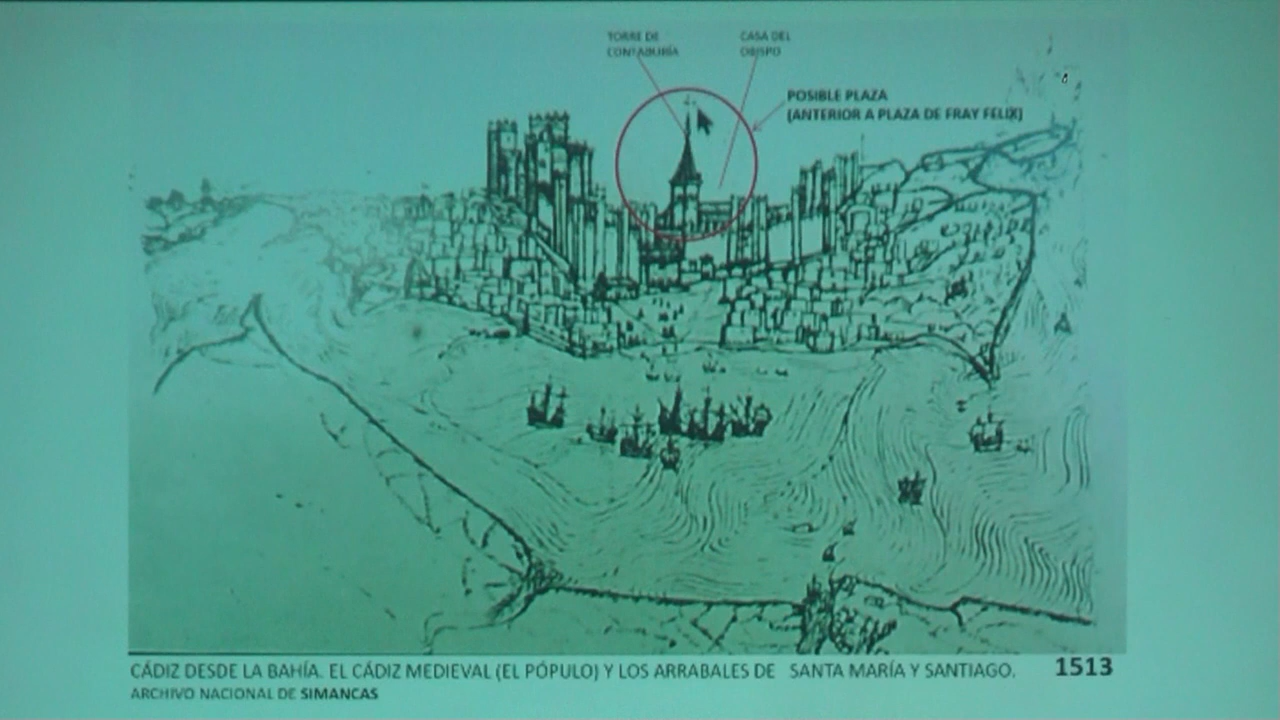 TORRE DE
CONTADURÍA
CASA DEL
OBISPO
POSIBLE PLAZA
(ANTERIOR A PLAZA DE FRAY FELIX)
CÁDIZ DESDE LA BAHÍA. EL CÁDIZ MEDIEVAL (EL PÓPULO) Y LOS ARRABALES DE SANTA MARÍA Y SANTIAGO. 1513
ARCHIVO NACIONAL DE SIMANCAS